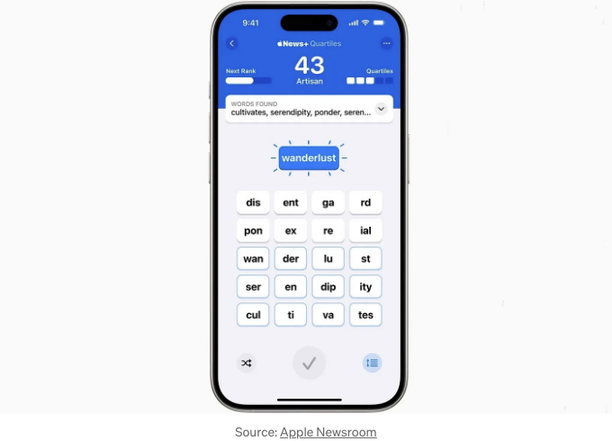 9:41
News+ Quartiles
Next Rank
43
Artisan
Quartiles
WORDS FOUND
cultivates, serendipity, ponder, seren...
wanderlust
dis ent ga rd
pon ex re ial
wan der lu st
ser en dip ity
cul ti va tes
Source: Apple Newsroom